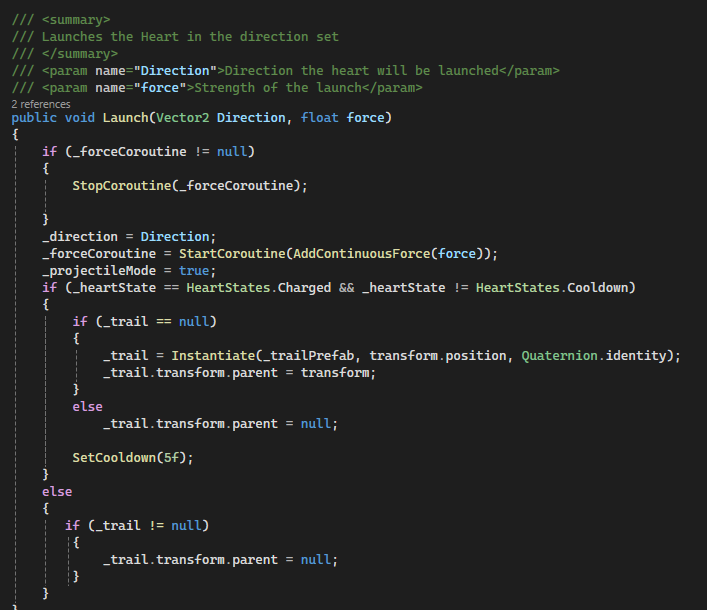 /// <summary>
/// Launches the Heart in the direction set
/// </summary>
/// <param name="Direction">Direction the heart will be launched</param>
/// <param name="force">Strength of the launch</param>
2 references
public void Launch(Vector2 Direction, float force)
{
    if (_forceCoroutine != null)
    {
        StopCoroutine(_forceCoroutine);

    }
    _direction = Direction;
    _forceCoroutine = StartCoroutine(AddContinuousForce(force));
    _projectileMode = true;
    if (_heartState == HeartStates.Charged && _heartState != HeartStates.Cooldown)
    {
        if (_trail == null)
        {
            _trail = Instantiate(_trailPrefab, transform.position, Quaternion.identity);
            _trail.transform.parent = transform;
        }
        else
            _trail.transform.parent = null;

        SetCooldown(5f);
    }
    else
    {
       if (_trail != null)
        {
            _trail.transform.parent = null;
        }
    }
}